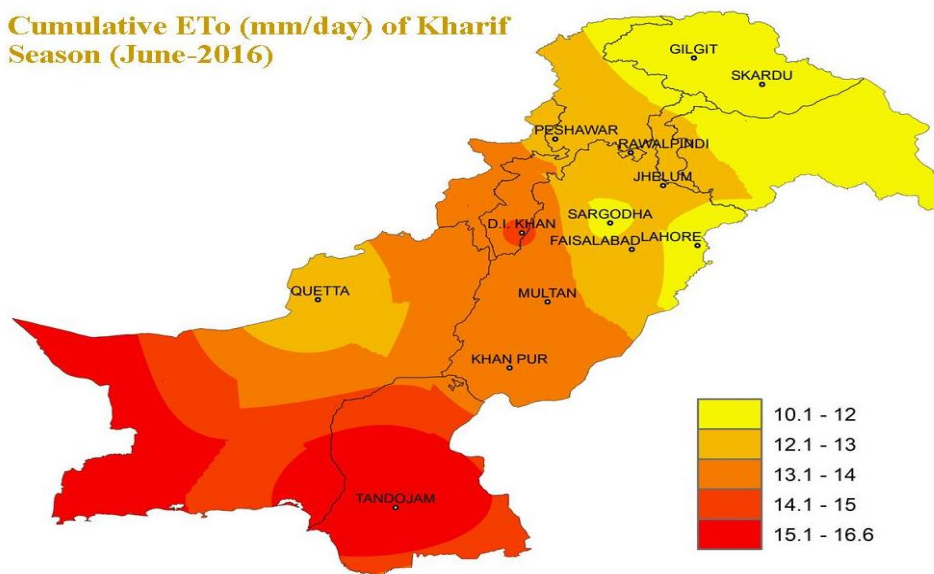 Cumulative ETo (mm/day) of Kharif
Season (June-2016)
GILGIT
SKARDU
PESHAWAR
RAWALPINDI
JHELUM
SARGODHA
D.I. KHAN
FAISALABAD
LAHORE
QUETTA
MULTAN
KHAN PUR
TANDOJAM
10.1 - 12
12.1 - 13
13.1 - 14
14.1 - 15
15.1 - 16.6